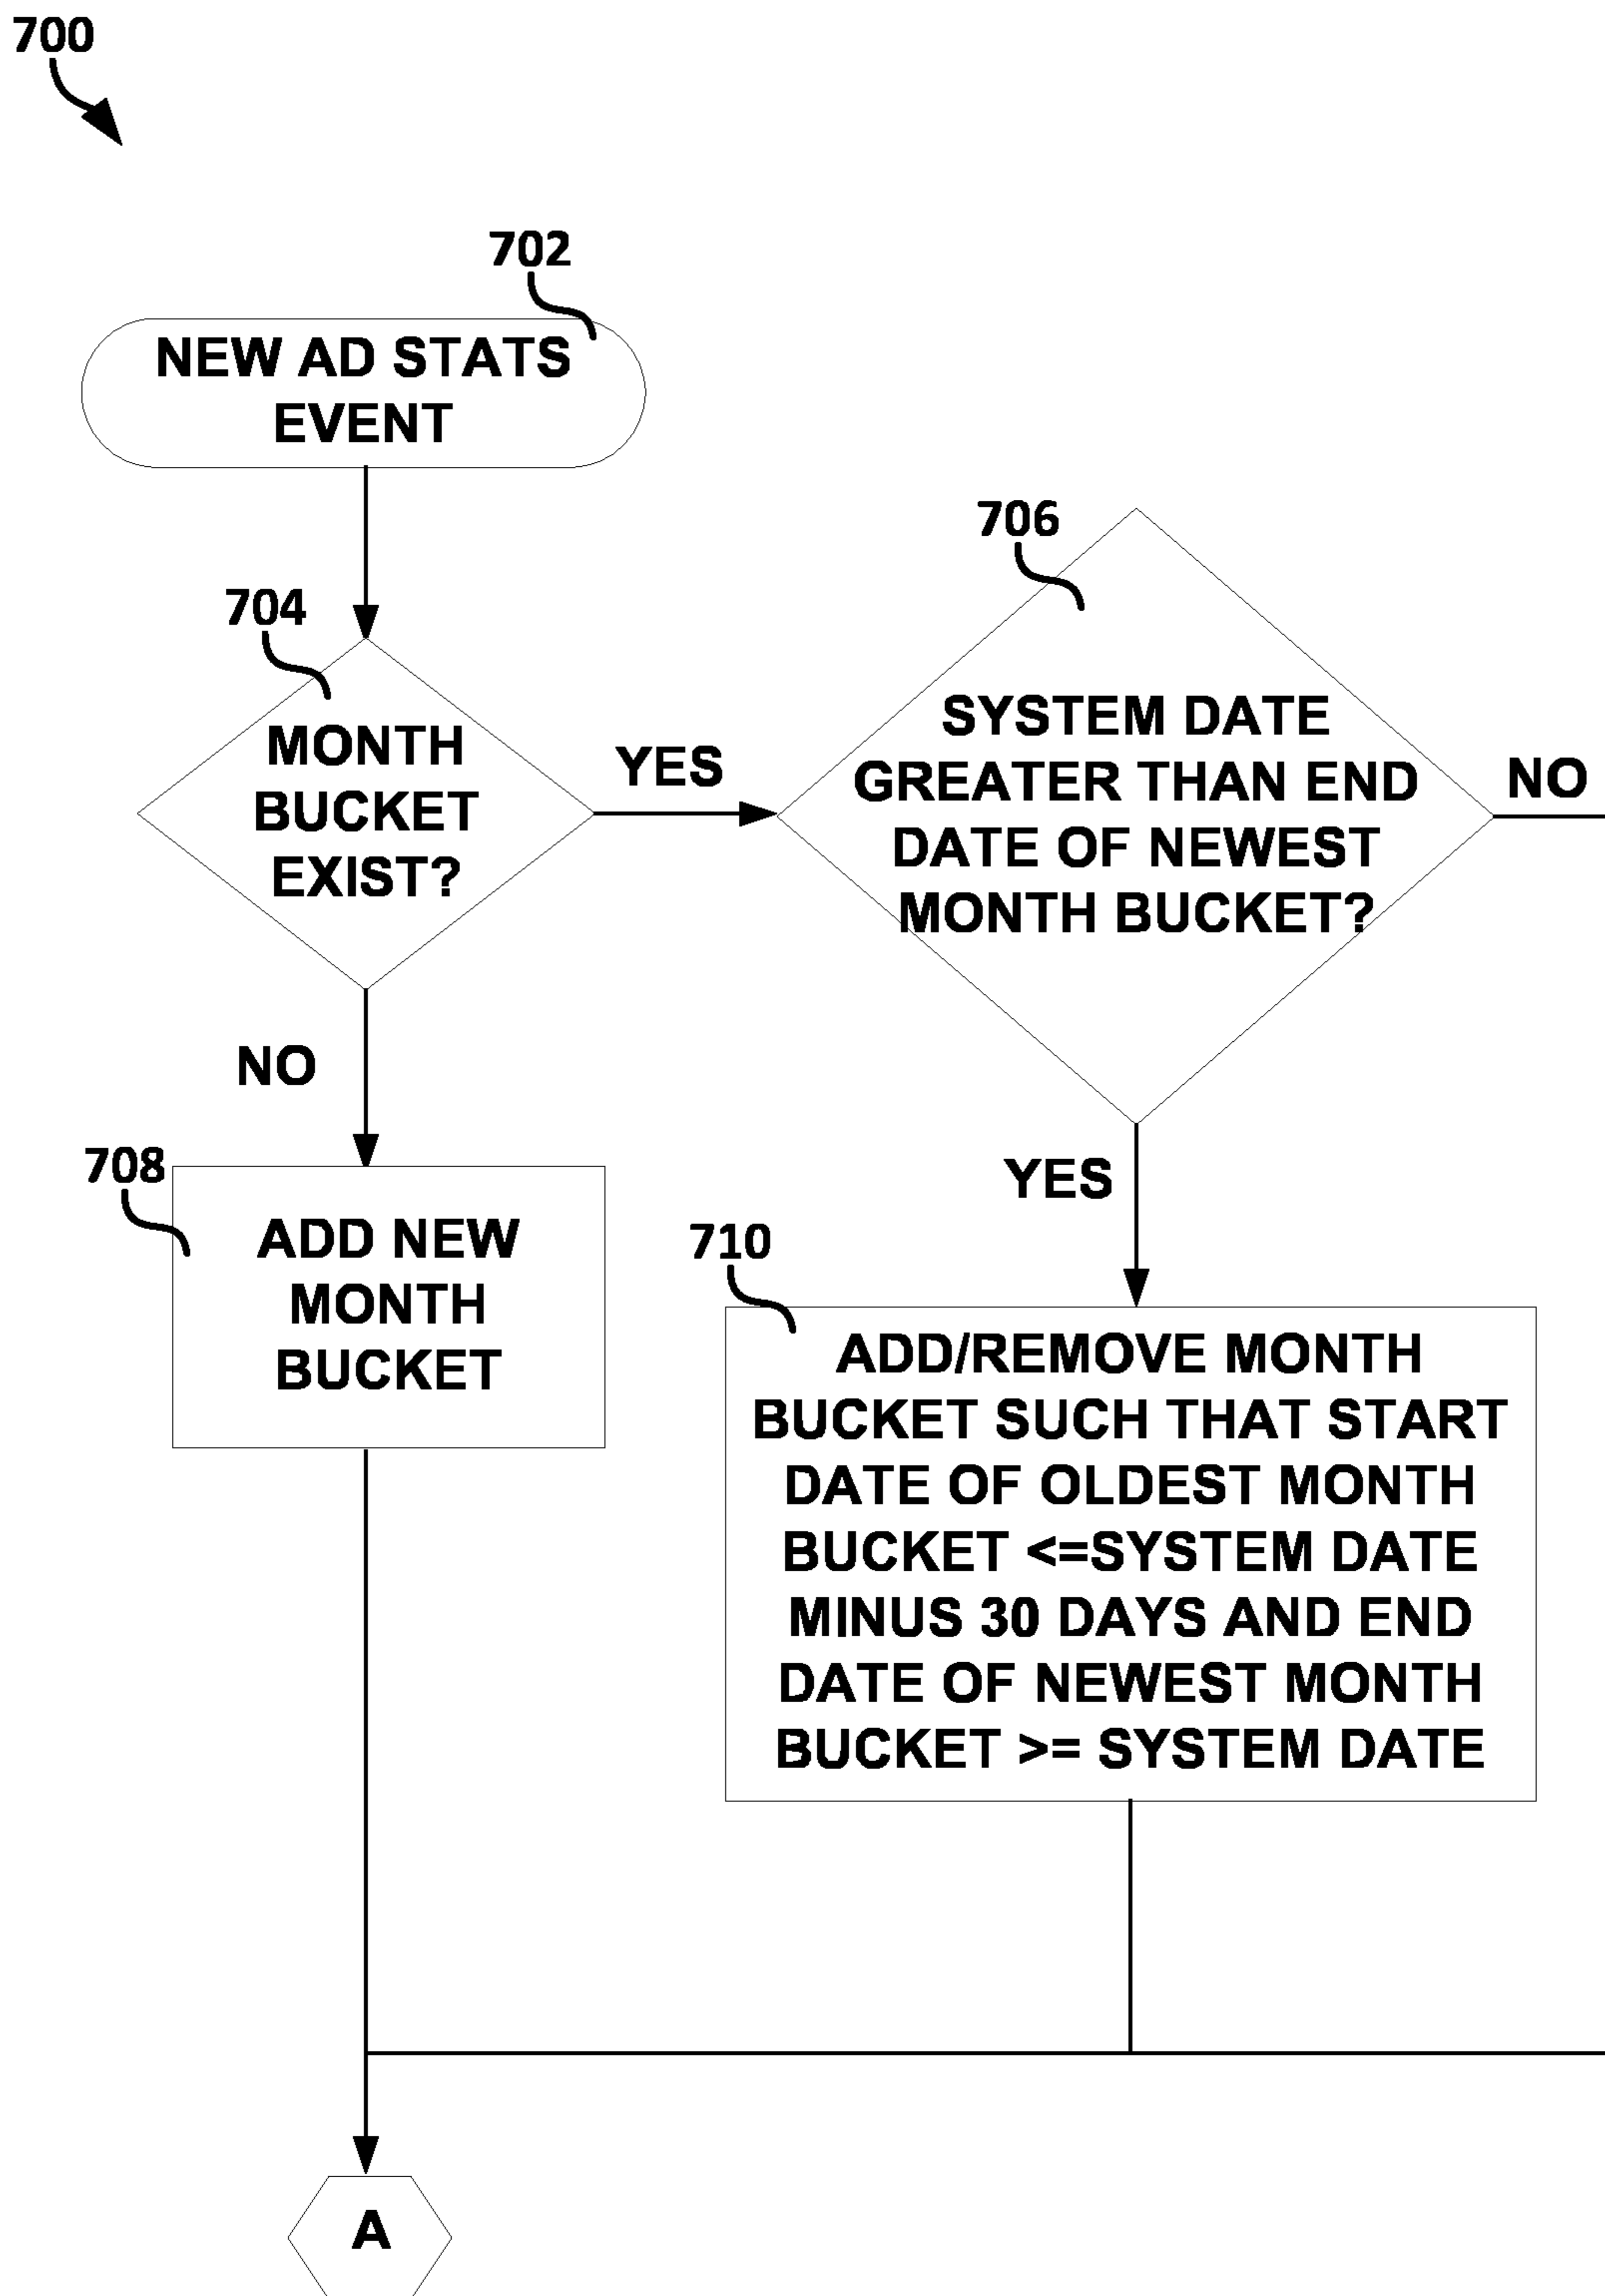 700
702
NEW AD STATS
EVENT
706
704
MONTH
BUCKET
EXIST?
YES
SYSTEM DATE
GREATER THAN END
DATE OF NEWEST
MONTH BUCKET?
NO
NO
YES
708
ADD NEW
MONTH
BUCKET
710
ADD/REMOVE MONTH
BUCKET SUCH THAT START
DATE OF OLDEST MONTH
BUCKET <=SYSTEM DATE
MINUS 30 DAYS AND END
DATE OF NEWEST MONTH
BUCKET >= SYSTEM DATE
A